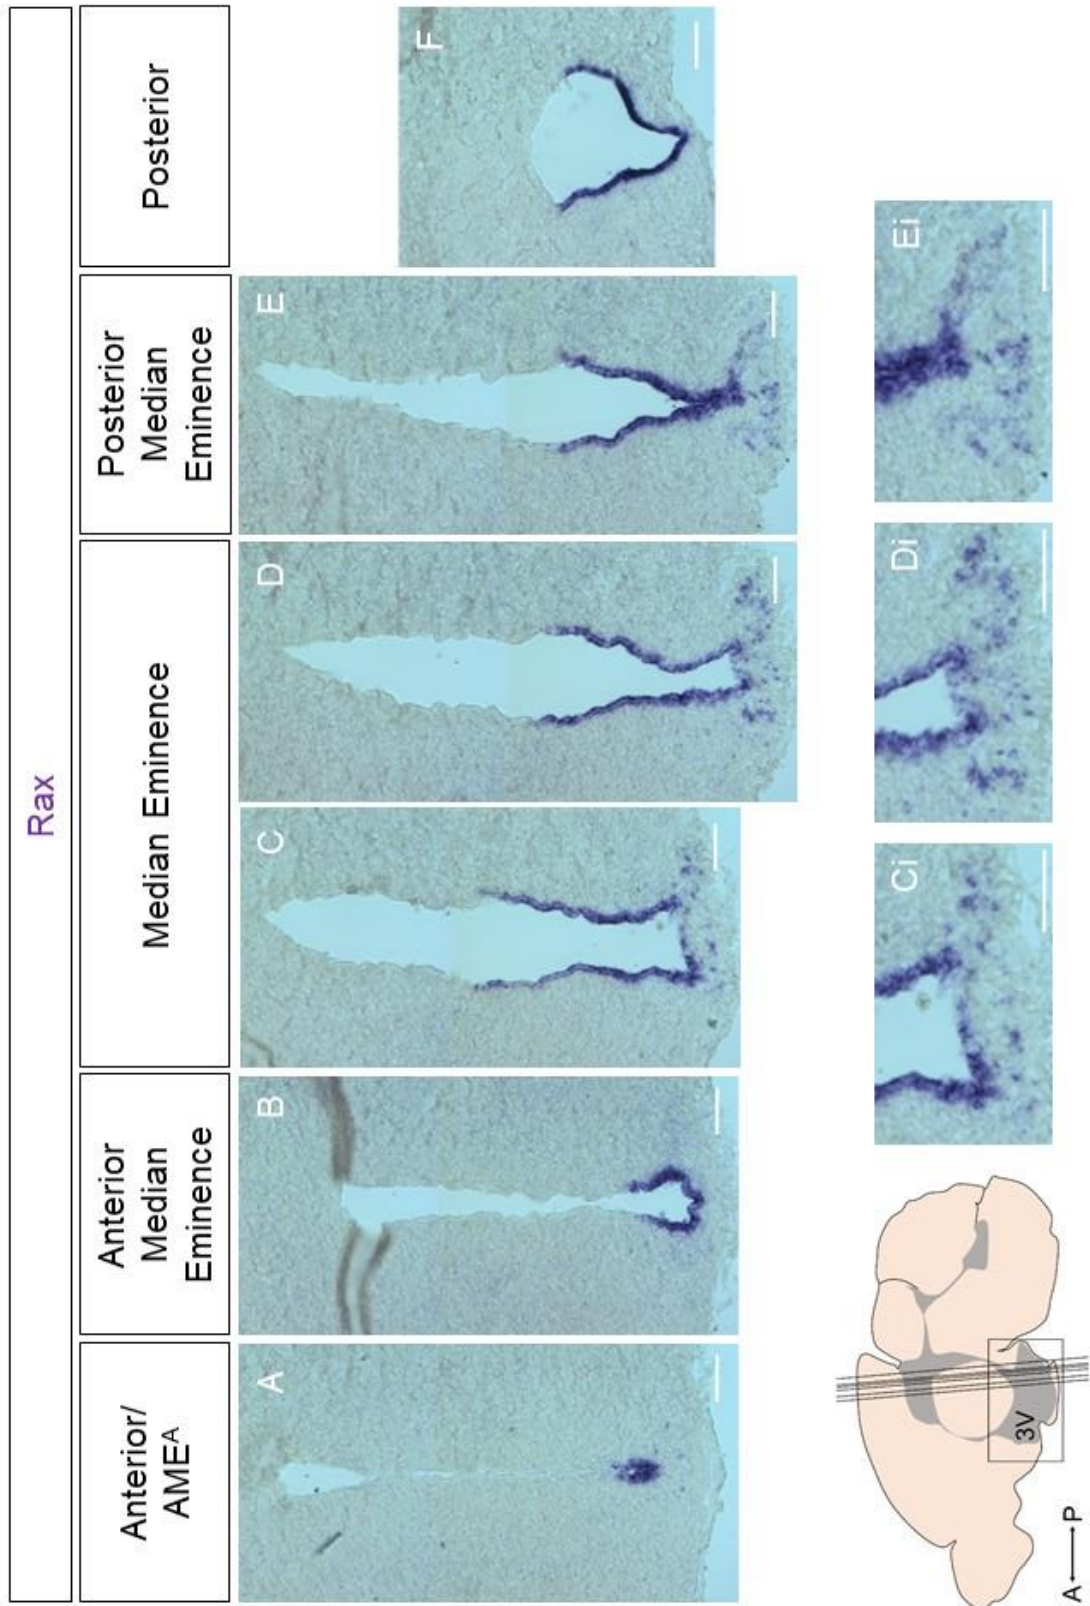 Rax
Anterior/
AMEᴬ
Anterior
Median
Eminence
Median Eminence
Posterior
Median
Eminence
Posterior
A
B
C
D
E
F
3V
A
P
Ci
Di
Ei